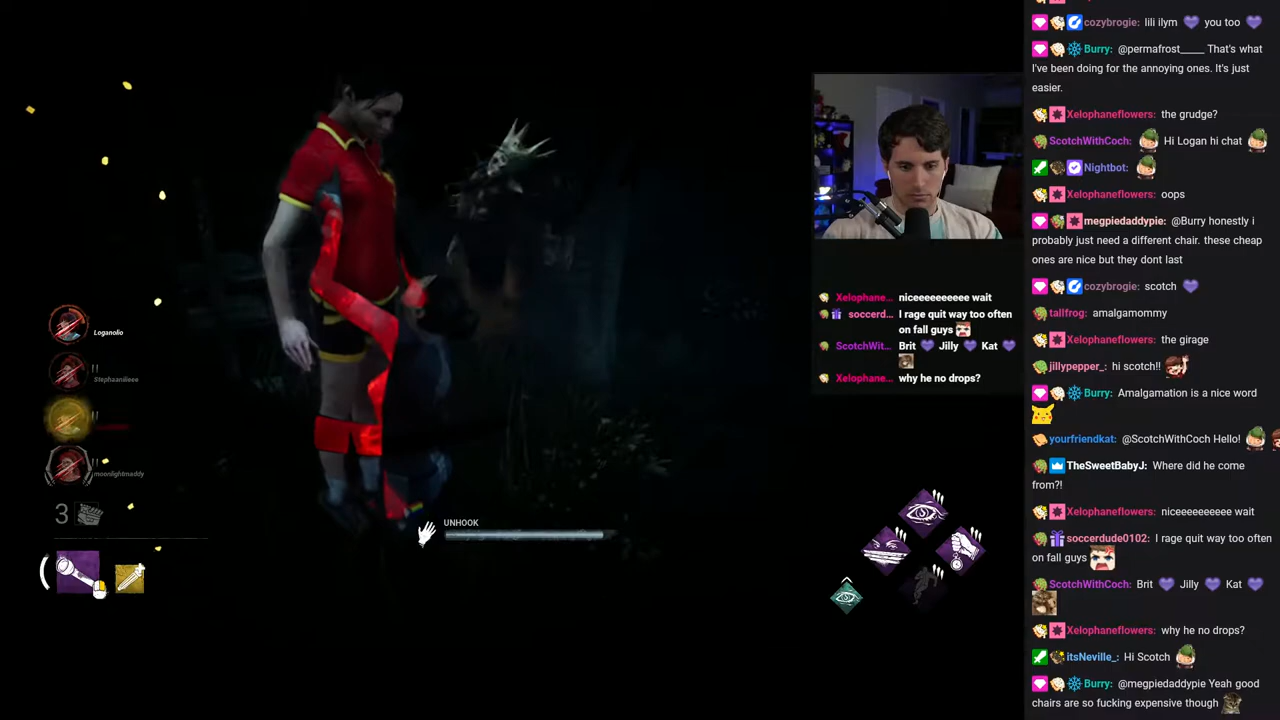 Loganolio
Stephaaniieee
moonlightmaddy
3
UNHOOK
Xelophane... niceeeeeeeee wait
soccerd... I rage quit way too often
on fall guys
ScotchWit... Brit Jilly Kat
Xelophane... why he no drops?
cozybrogie: lili ilym you too
Burry: @permafrost____ That's what
I've been doing for the annoying ones. It's just
easier.
Xelophaneflowers: the grudge?
ScotchWithCoch: Hi Logan hi chat
Nightbot:
Xelophaneflowers: oops
megpiedaddypie: @Burry honestly i
probably just need a different chair. these cheap
ones are nice but they dont last
cozybrogie: scotch
tallfrog: amalgamommy
Xelophaneflowers: the girage
jillypepper_: hi scotch!!
Burry: Amalgamation is a nice word
yourfriendkat: @ScotchWithCoch Hello!
TheSweetBabyJ: Where did he come
from?!
Xelophaneflowers: niceeeeeeeee wait
soccerdude0102: I rage quit way too often
on fall guys
ScotchWithCoch: Brit Jilly Kat
Xelophaneflowers: why he no drops?
itsNeville_: Hi Scotch
Burry: @megpiedaddypie Yeah good
chairs are so fucking expensive though